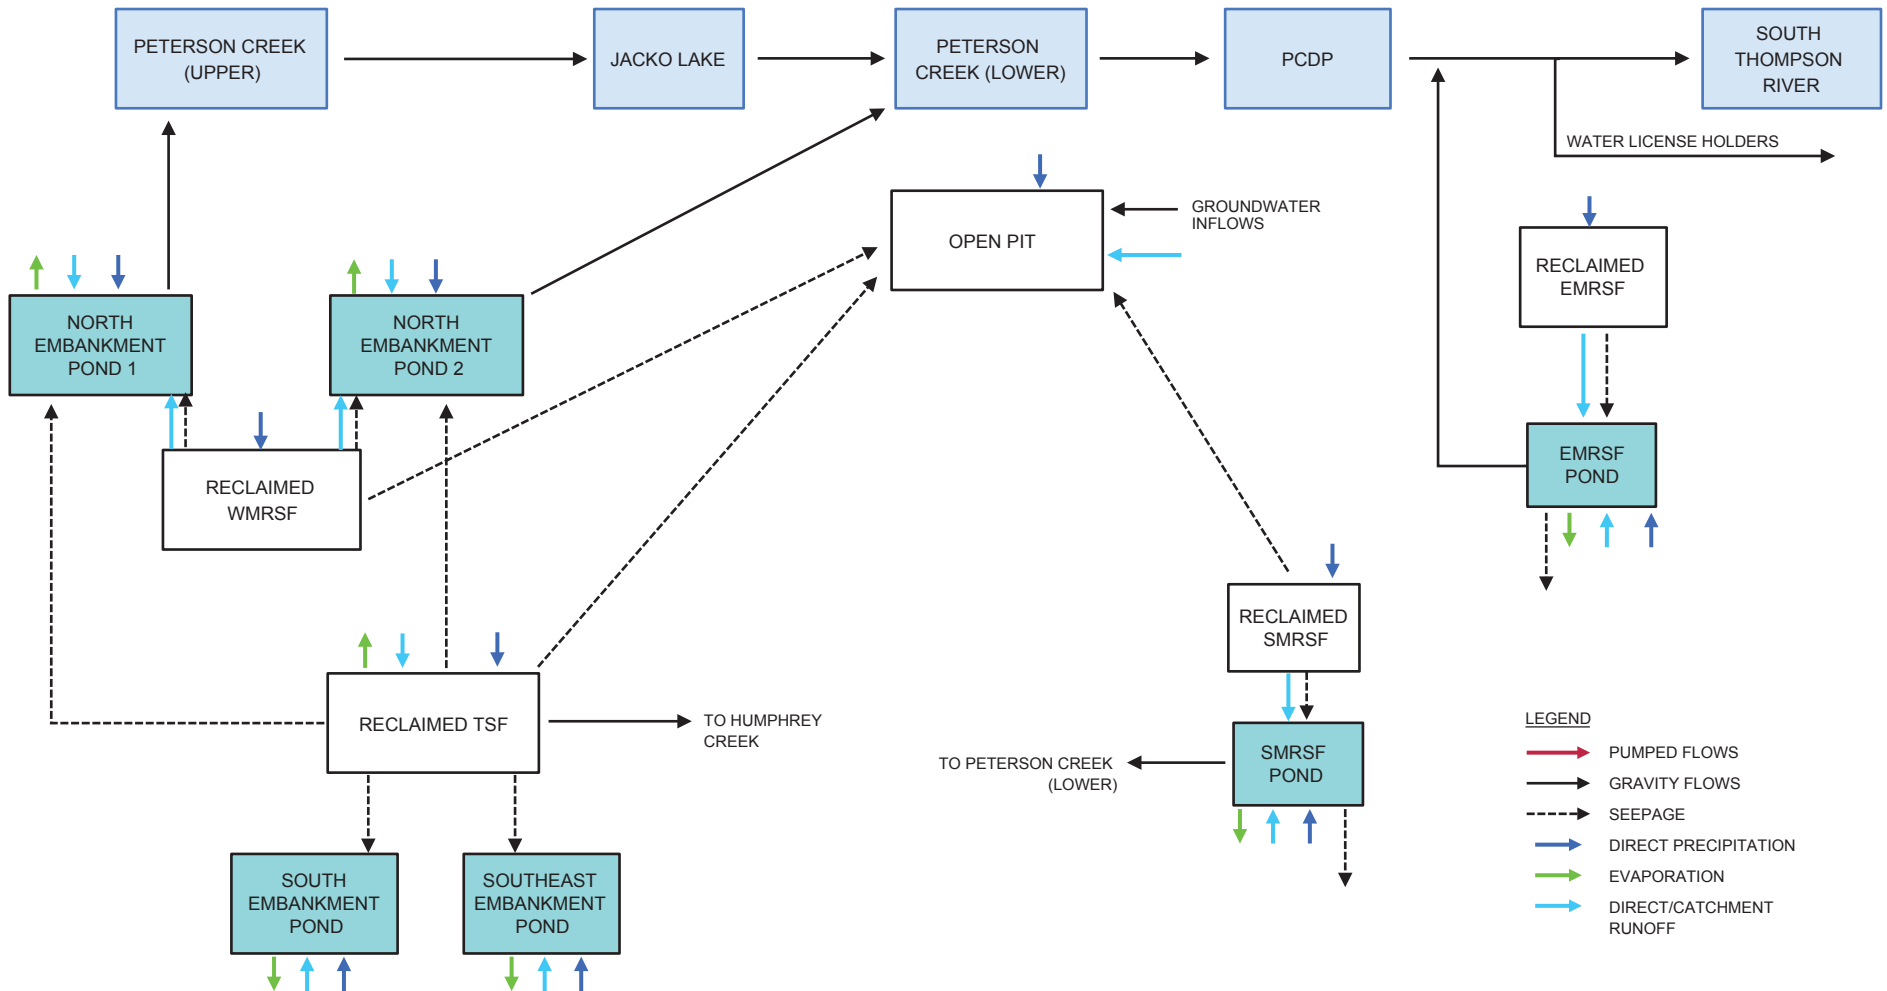 PETERSON CREEK
(UPPER)
JACKO LAKE
PETERSON
CREEK (LOWER)
PCDP
SOUTH
THOMPSON
RIVER
WATER LICENSE HOLDERS
OPEN PIT
GROUNDWATER
INFLOWS
RECLAIMED
EMRSF
NORTH
EMBANKMENT
POND 1
NORTH
EMBANKMENT
POND 2
EMRSF
POND
RECLAIMED
WMRSF
RECLAIMED
SMRSF
RECLAIMED TSF
TO HUMPHREY
CREEK
TO PETERSON CREEK
(LOWER)
SMRSF
POND
SOUTH
EMBANKMENT
POND
SOUTHEAST
EMBANKMENT
POND
LEGEND
PUMPED FLOWS
GRAVITY FLOWS
SEEPAGE
DIRECT PRECIPITATION
EVAPORATION
DIRECT/CATCHMENT
RUNOFF